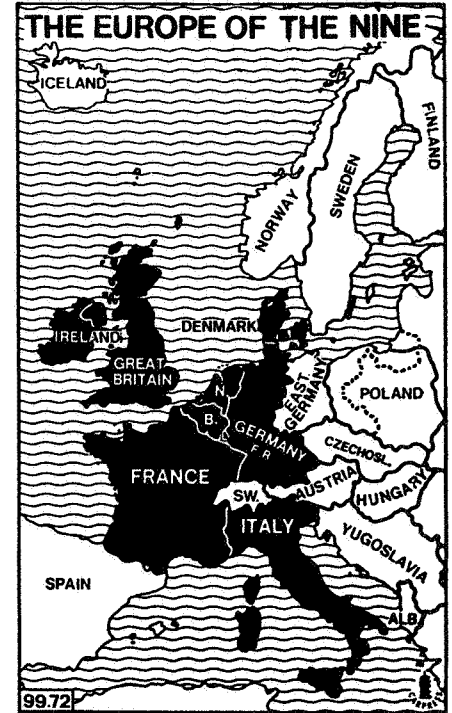 THE EUROPE OF THE NINE
ICELAND
FINLAND
SWEDEN
NORWAY
DENMARK
IRELAND
GREAT
BRITAIN
EAST
GERMANY
POLAND
N
B.
L
GERMANY
F.R.
CZECHOSL.
FRANCE
SW.
AUSTRIA
HUNGARY
ITALY
YUGOSLAVIA
SPAIN
ALB.
99.72